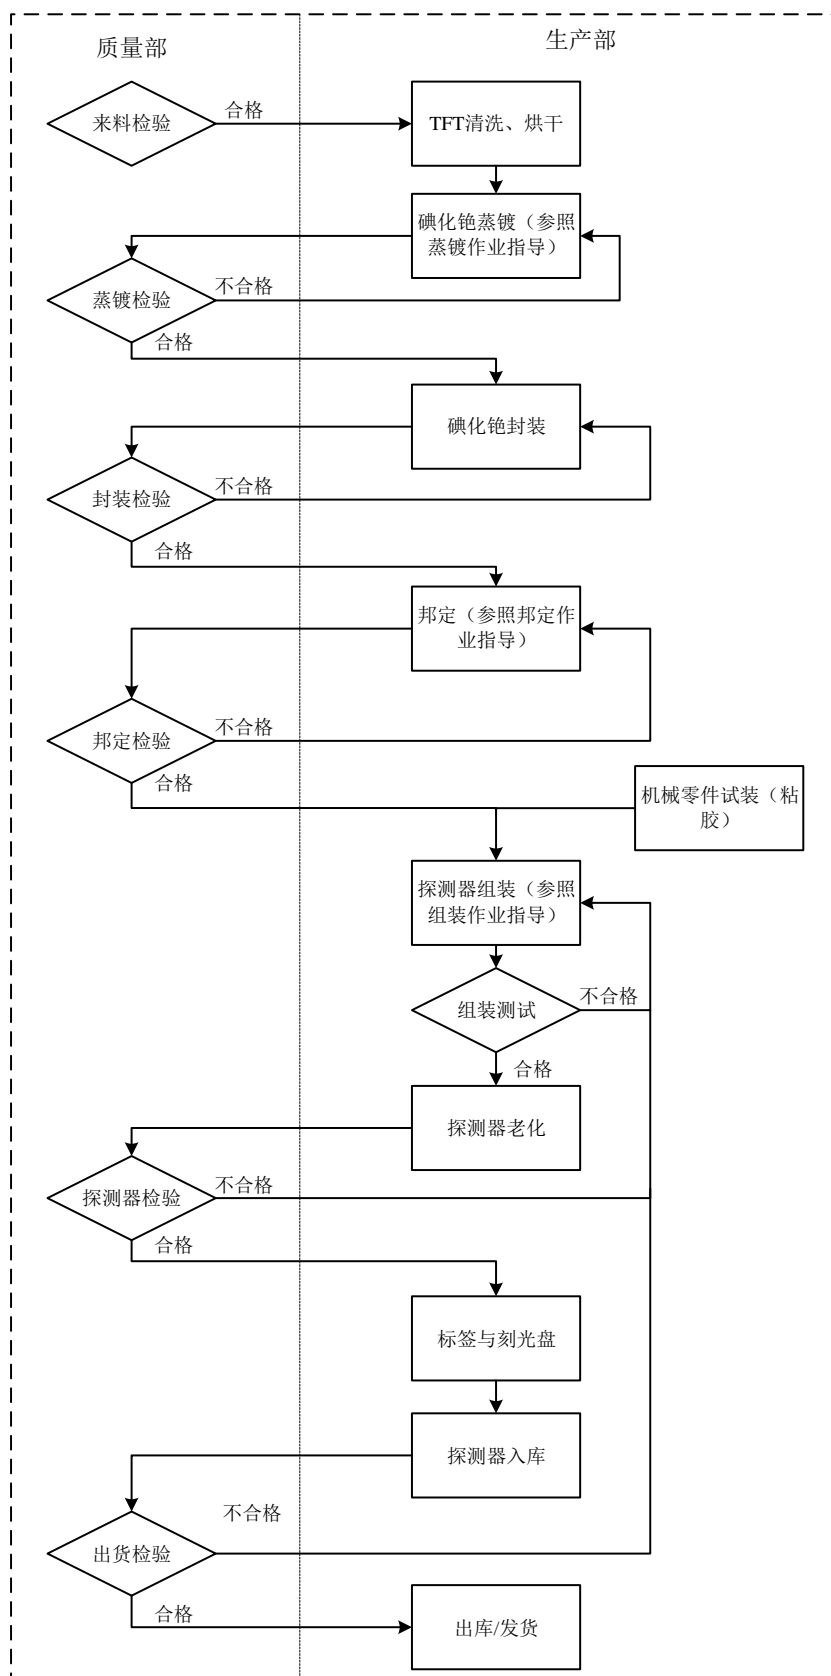 质量部
生产部
来料检验
合格
TFT清洗、烘干
碘化铯蒸镀（参照
蒸镀作业指导）
蒸镀检验
不合格
合格
碘化铯封装
封装检验
不合格
合格
邦定（参照邦定作
业指导）
邦定检验
不合格
合格
机械零件试装（粘
胶）
探测器组装（参照
组装作业指导）
组装测试
不合格
合格
探测器老化
探测器检验
不合格
合格
标签与刻光盘
探测器入库
不合格
出货检验
合格
出库/发货